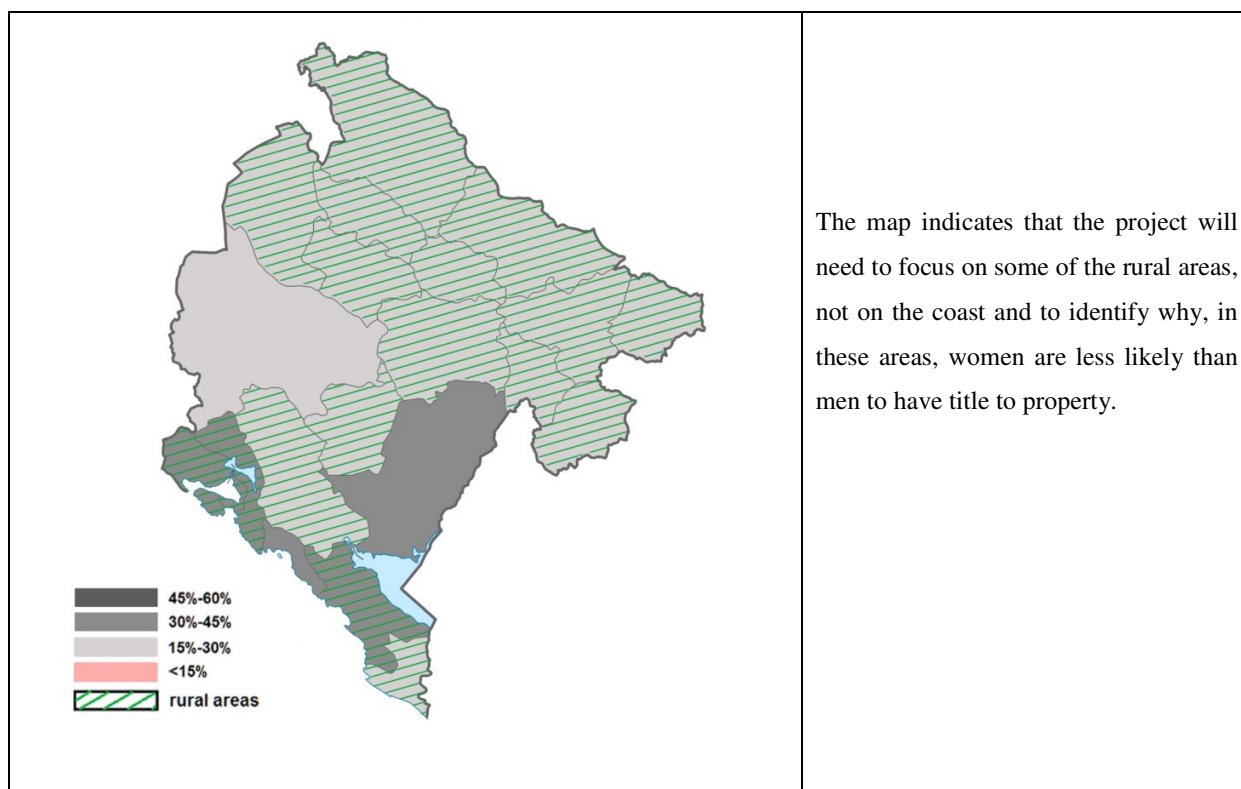 The map indicates that the project will
need to focus on some of the rural areas,
not on the coast and to identify why, in
these areas, women are less likely than
men to have title to property.
45%-60%
30%-45%
15%-30%
<15%
rural areas